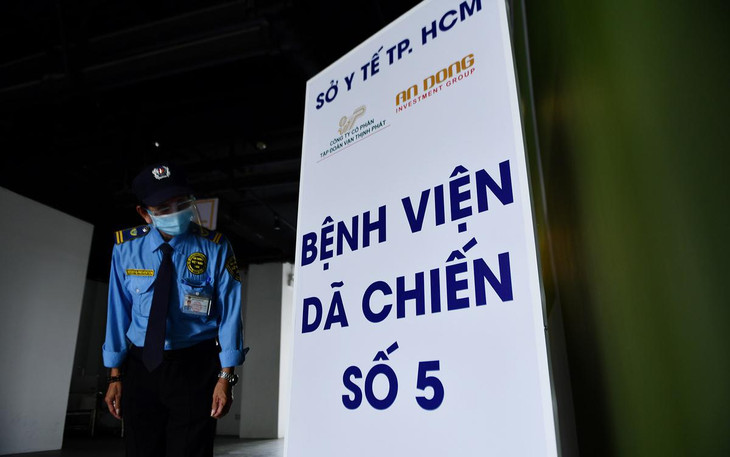 SỞ Y TẾ TP. HCM
AN DONG
INVESTMENT GROUP
CÔNG TY CỔ PHẦN
TẬP ĐOÀN VẠN THỊNH PHÁT
BỆNH VIỆN
DÃ CHIẾN
SỐ 5